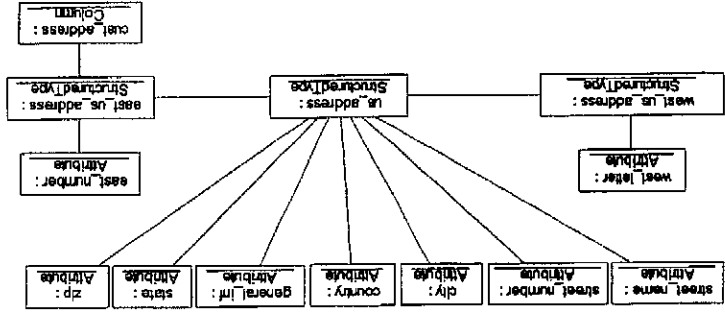 street_name :
Attribute
street_number :
Attribute
city :
Attribute
country :
Attribute
general_inf :
Attribute
state :
Attribute
zip :
Attribute
west_letter :
Attribute
east_number :
Attribute
west_us_address :
StructuredType
us_address :
StructuredType
east_us_address :
StructuredType
cust_address :
Column